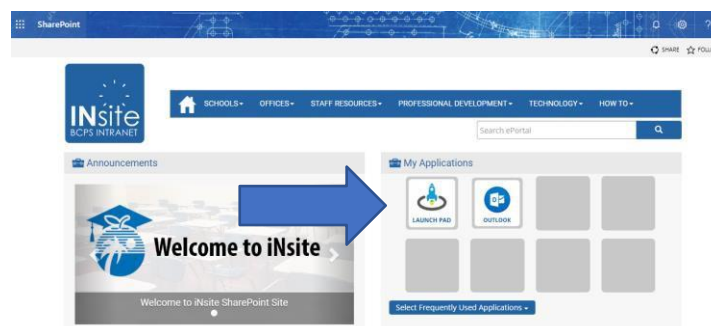 SharePoint
SHARE
INsite
BCPS INTRANET
SCHOOLS OFFICES STAFF RESOURCES PROFESSIONAL DEVELOPMENT TECHNOLOGY HOW TO
Search ePortal
Announcements
My Applications
LAUNCH PAD
OUTLOOK
Welcome to iNsite
Welcome to iNsite SharePoint Site
Select Frequently Used Applications